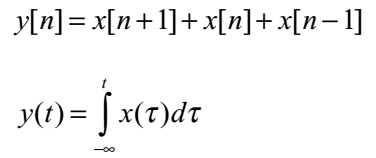 y[n] = x[n+1] + x[n] + x[n−1]
y(t) = ∫_{−∞}^{t} x(τ)dτ